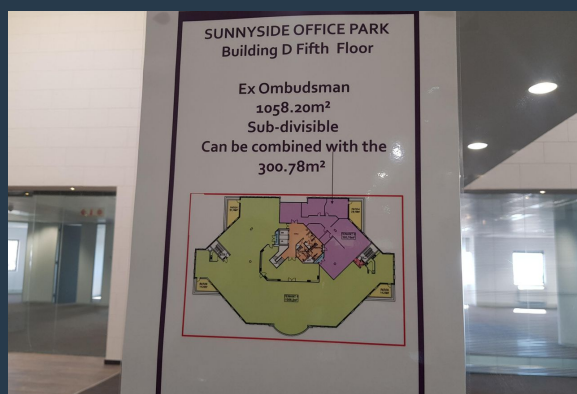 SUNNYSIDE OFFICE PARK
Building D Fifth Floor
Ex Ombudsman
1058.20m²
Sub-divisible
Can be combined with the
300.78m²